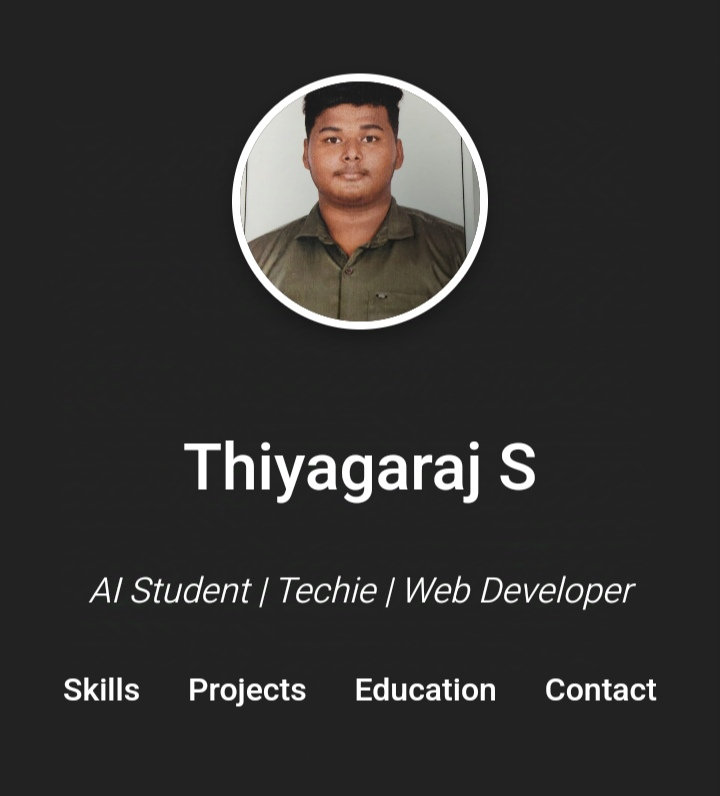 Thiyagaraj S
AI Student | Techie | Web Developer
Skills Projects Education Contact